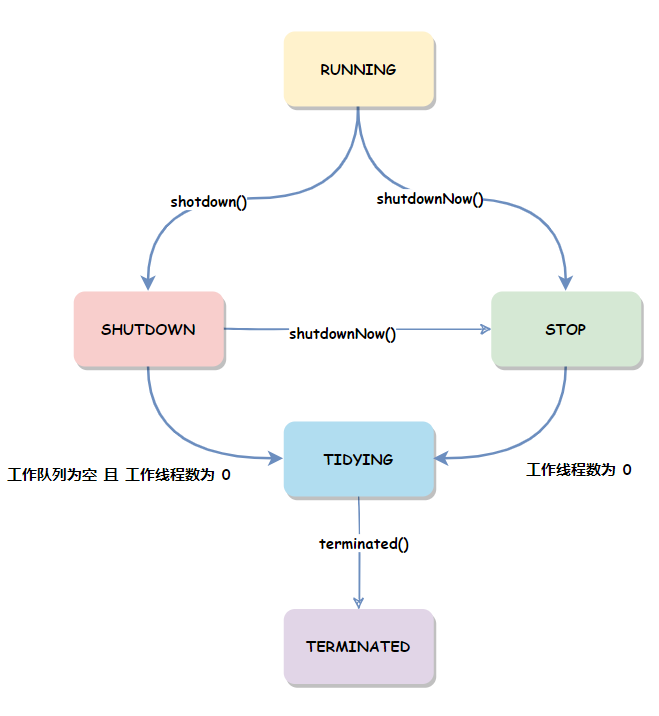 RUNNING
shotdown()
shutdownNow()
SHUTDOWN
shutdownNow()
STOP
TIDYING
工作队列为空 且 工作线程数为 0
工作线程数为 0
terminated()
TERMINATED